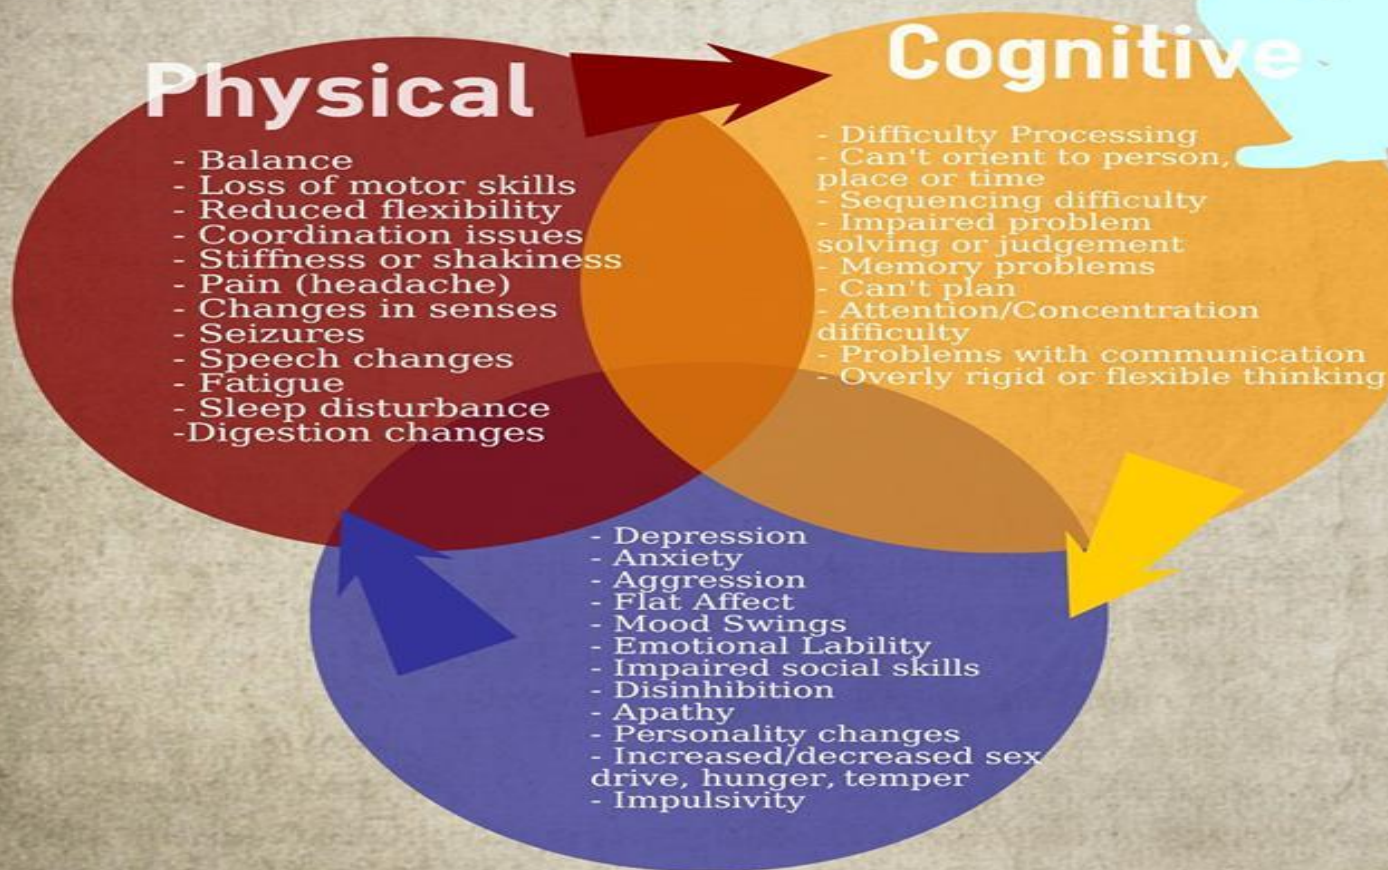 Physical
- Balance
- Loss of motor skills
- Reduced flexibility
- Coordination issues
- Stiffness or shakiness
- Pain (headache)
- Changes in senses
- Seizures
- Speech changes
- Fatigue
- Sleep disturbance
-Digestion changes
Cognitive
- Difficulty Processing
- Can't orient to person,
place or time
- Sequencing difficulty
- Impaired problem
solving or judgement
- Memory problems
- Can't plan
- Attention/Concentration
difficulty
- Problems with communication
- Overly rigid or flexible thinking
- Depression
- Anxiety
- Aggression
- Flat Affect
- Mood Swings
- Emotional Lability
- Impaired social skills
- Disinhibition
- Apathy
- Personality changes
- Increased/decreased sex
drive, hunger, temper
- Impulsivity